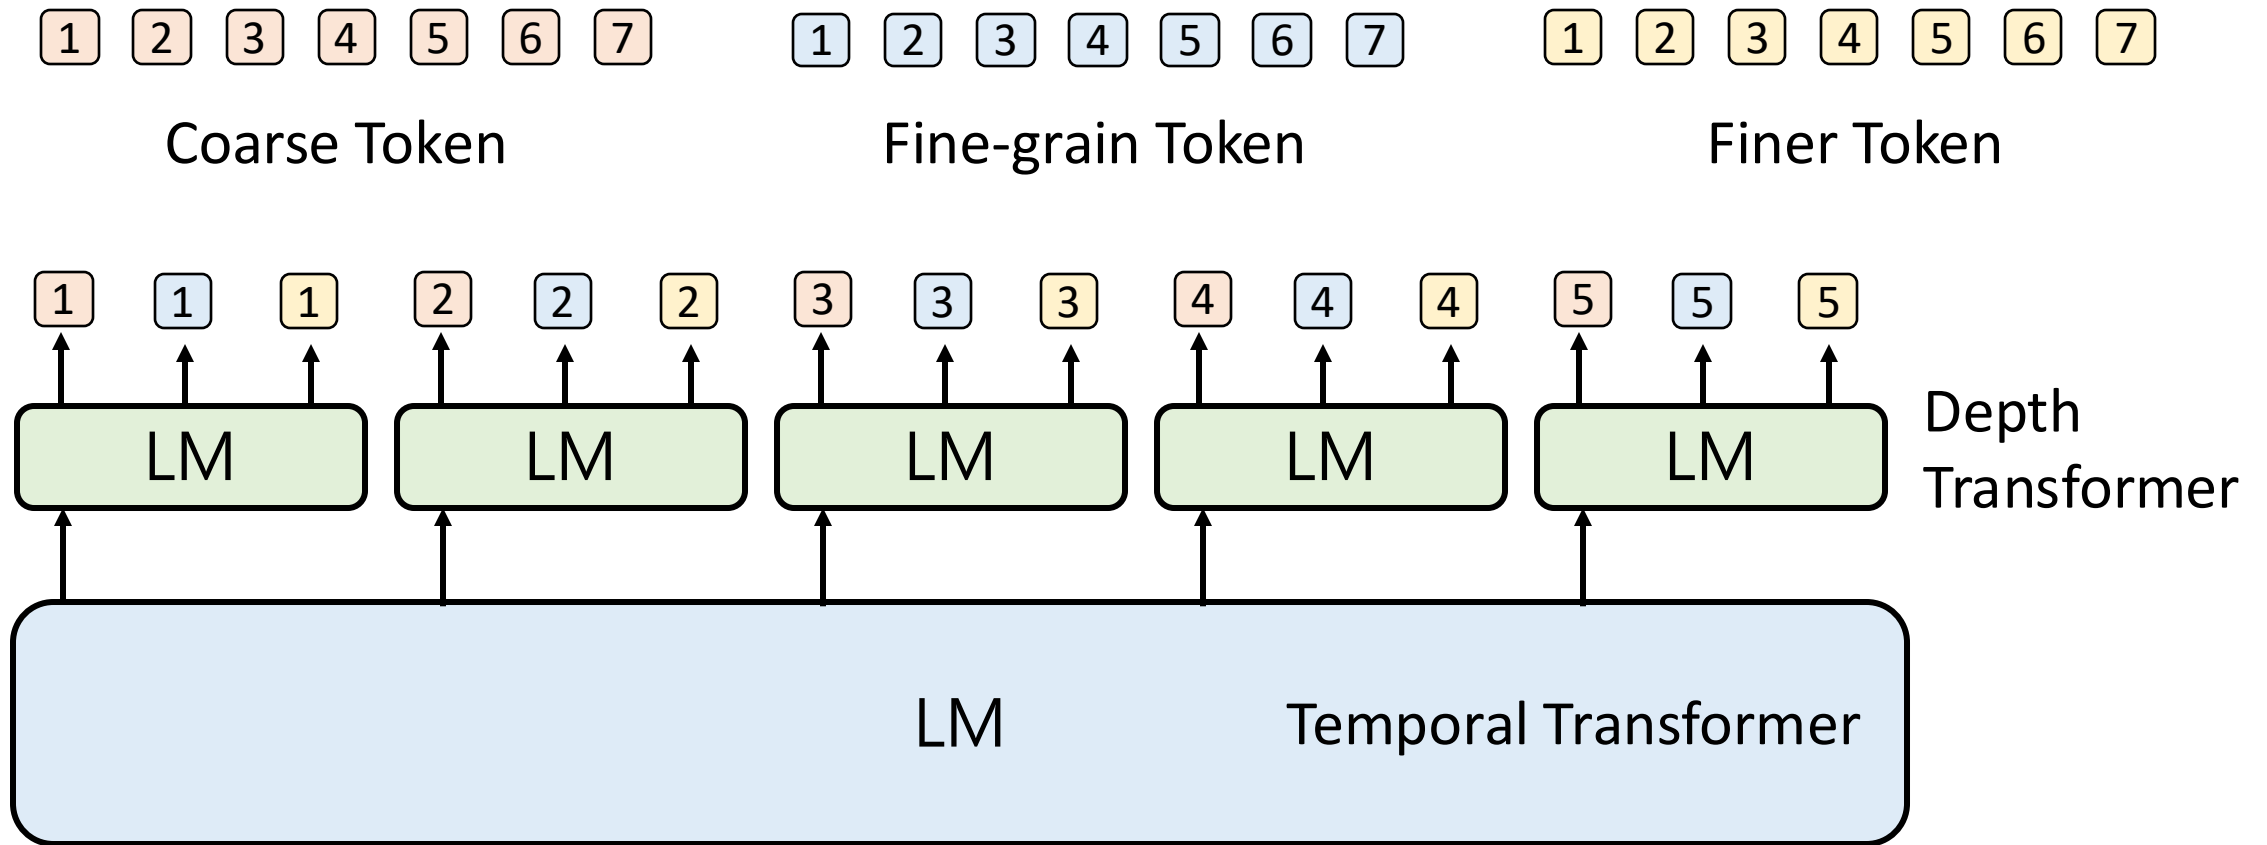 1 2 3 4 5 6 7 1 2 3 4 5 6 7 1 2 3 4 5 6 7
Coarse Token Fine-grain Token Finer Token
1 1 1 2 2 2 3 3 3 4 4 4 5 5 5
LM LM LM LM LM
Depth
Transformer
LM Temporal Transformer